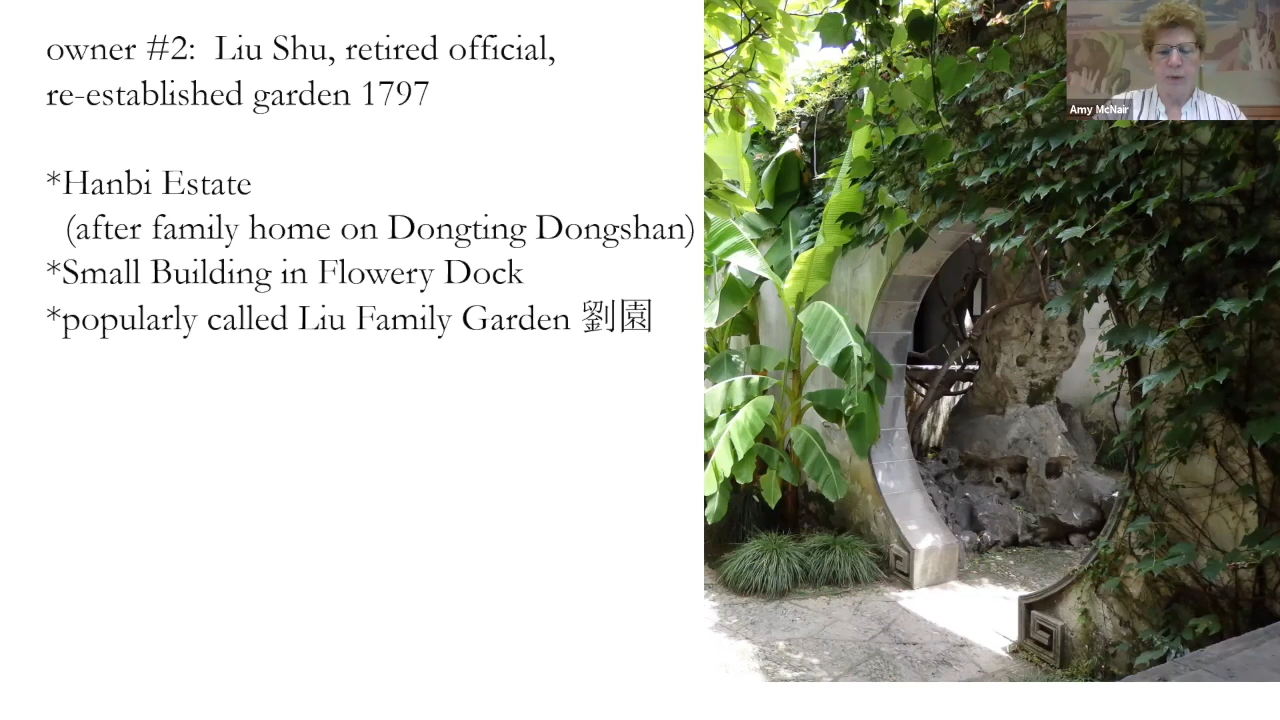 owner #2:  Liu Shu, retired official,
re-established garden 1797
*Hanbi Estate
(after family home on Dongting Dongshan)
*Small Building in Flowery Dock
*popularly called Liu Family Garden 劉園
Amy McNair